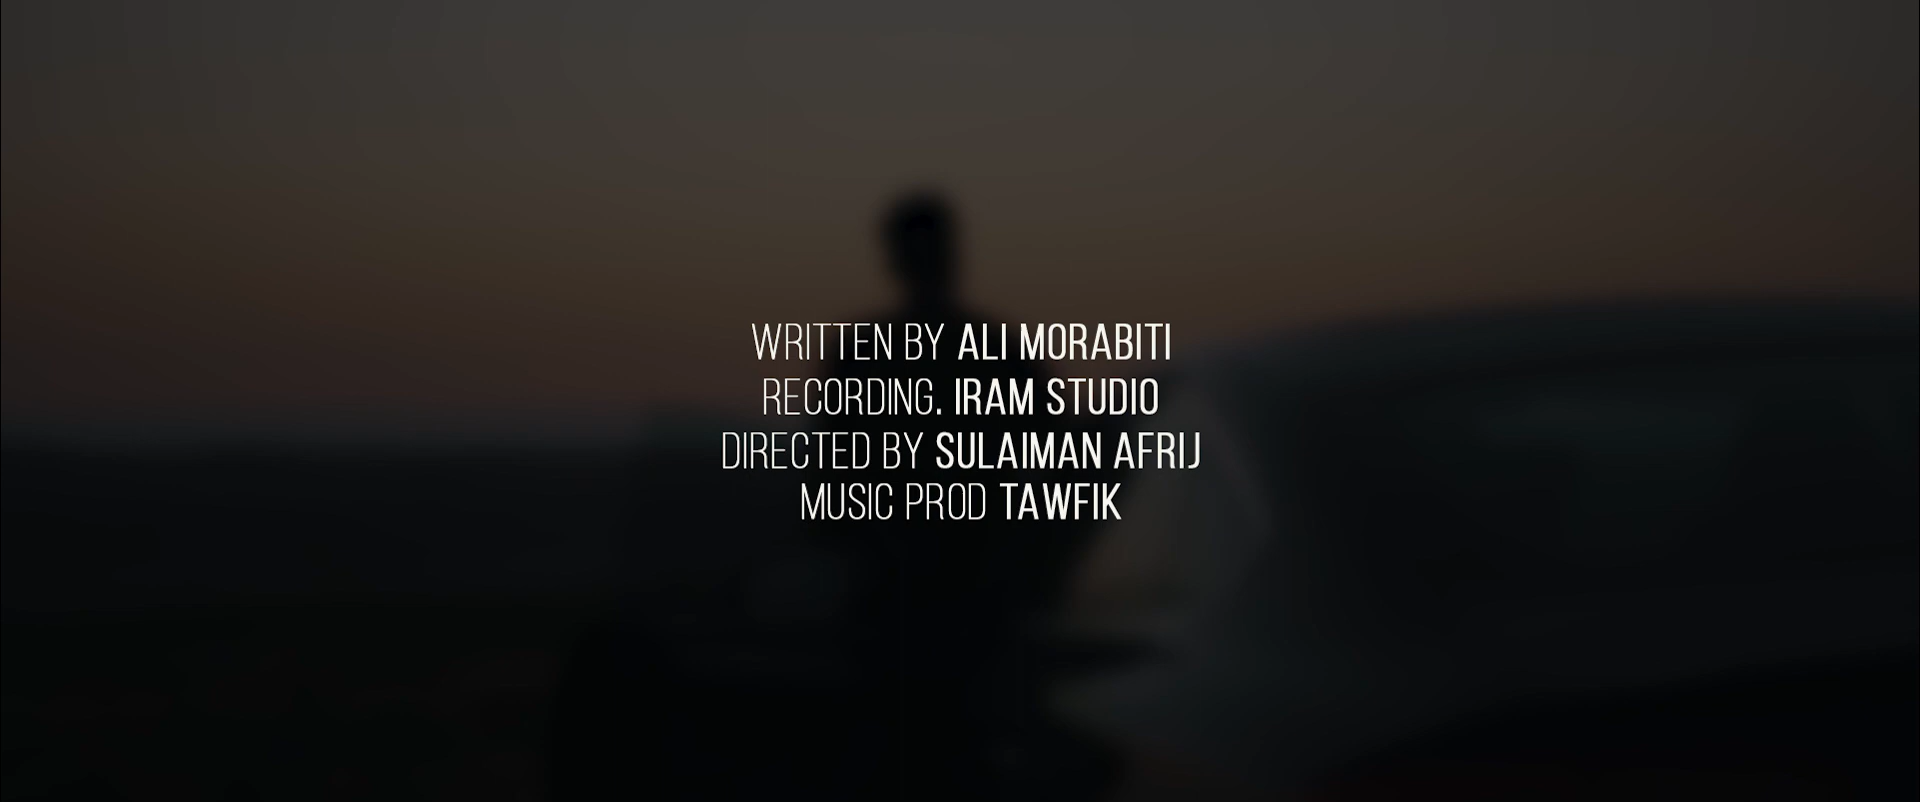 WRITTEN BY ALI MORABITI
RECORDING. IRAM STUDIO
DIRECTED BY SULAIMAN AFRIJ
MUSIC PROD TAWFIK